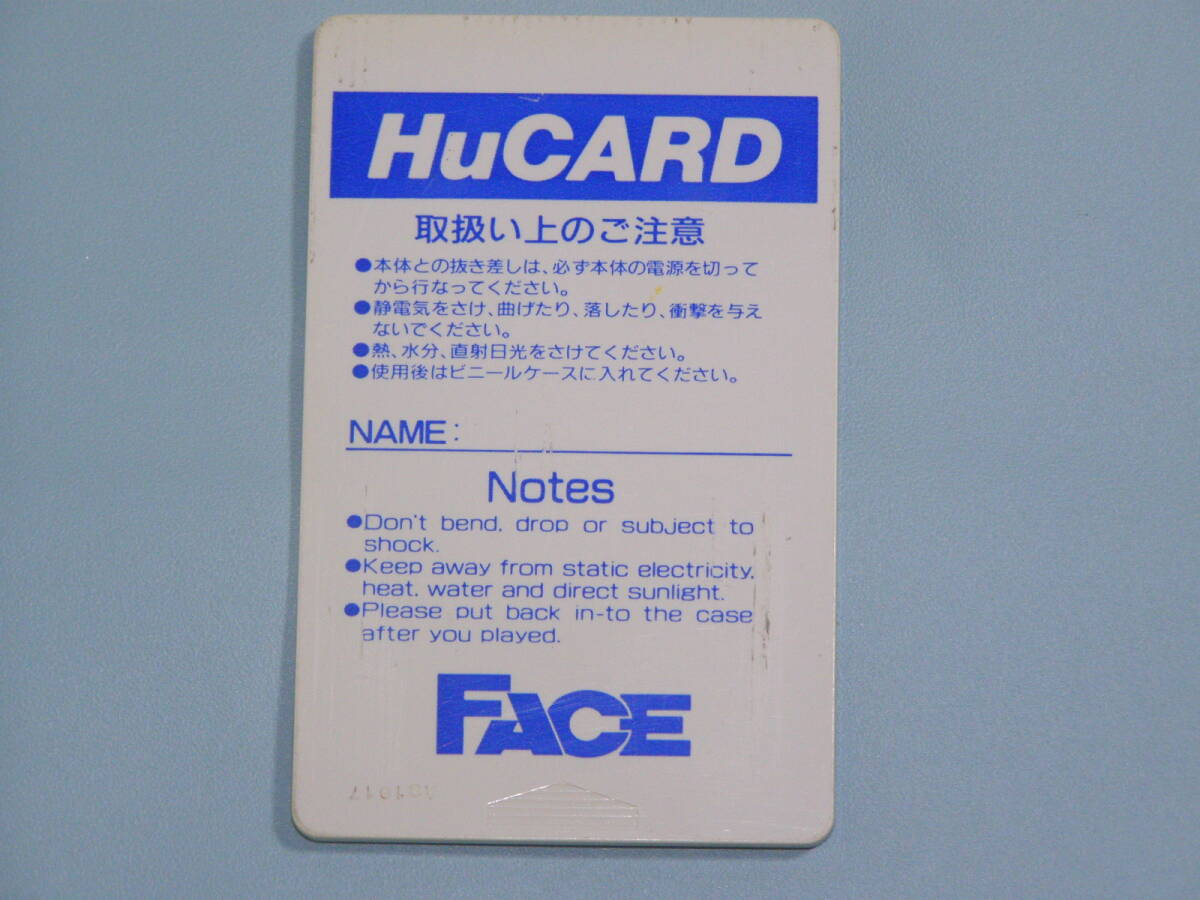 HuCARD
取扱い上のご注意
●本体との抜き差しは、必ず本体の電源を切って
から行なってください。
●静電気をさけ、曲げたり、落したり、衝撃を与え
ないでください。
●熱、水分、直射日光をさけてください。
●使用後はビニールケースに入れてください。
NAME:
Notes
●Don't bend, drop or subject to
shock.
●Keep away from static electricity,
heat, water and direct sunlight.
●Please put back in-to the case
after you played.
FACE